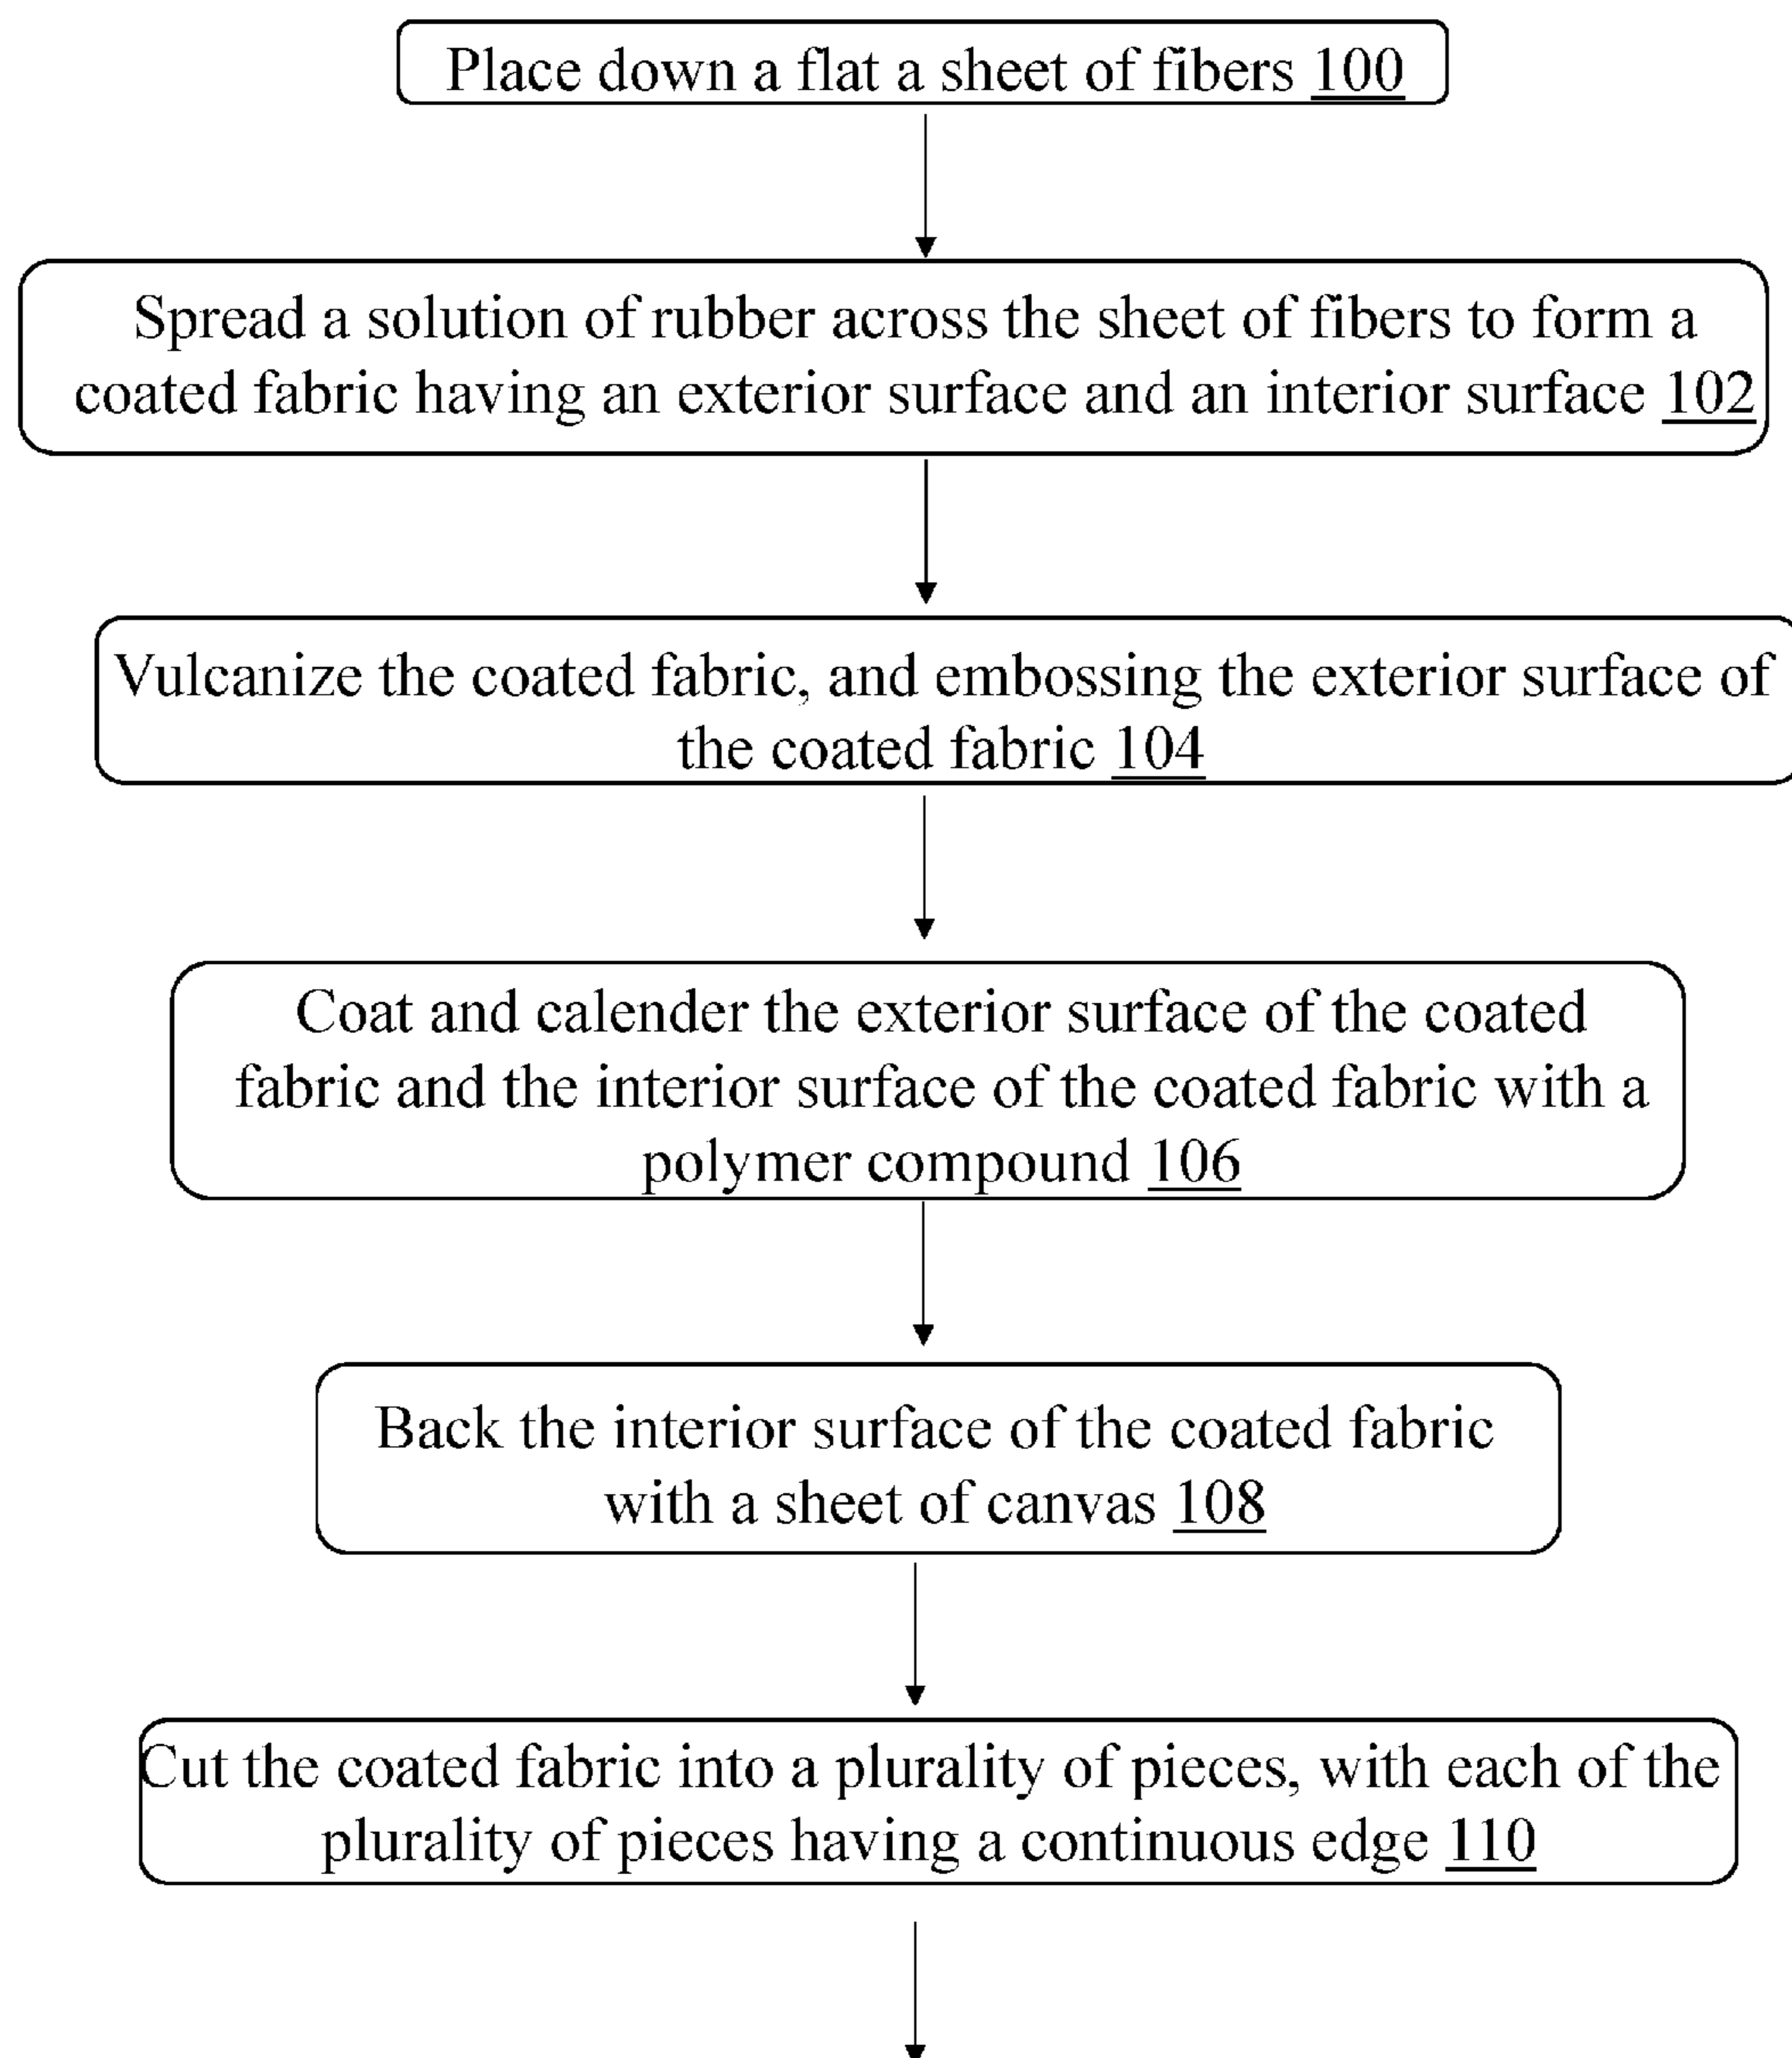 Place down a flat a sheet of fibers 100
Spread a solution of rubber across the sheet of fibers to form a
coated fabric having an exterior surface and an interior surface 102
Vulcanize the coated fabric, and embossing the exterior surface of
the coated fabric 104
Coat and calender the exterior surface of the coated
fabric and the interior surface of the coated fabric with a
polymer compound 106
Back the interior surface of the coated fabric
with a sheet of canvas 108
Cut the coated fabric into a plurality of pieces, with each of the
plurality of pieces having a continuous edge 110